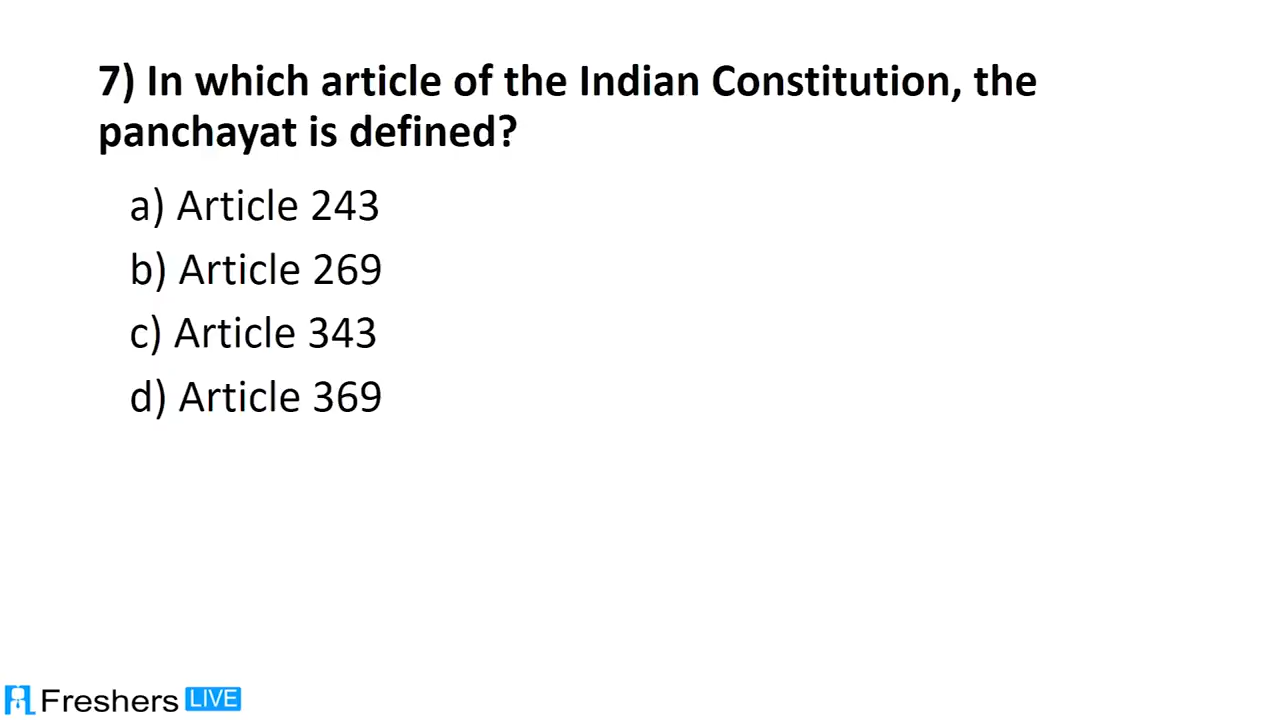 7) In which article of the Indian Constitution, the
panchayat is defined?
a) Article 243
b) Article 269
c) Article 343
d) Article 369
Freshers LIVE